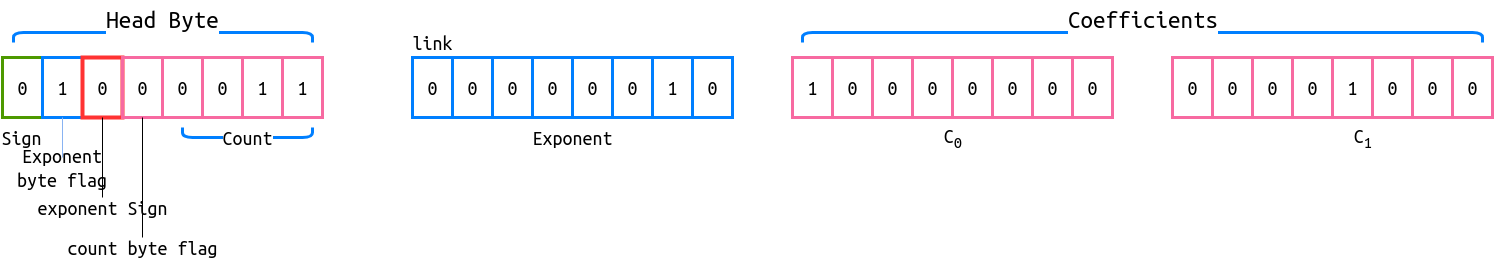 Head Byte
Coefficients
link
0 1 0 0 0 0 1 1
0 0 0 0 0 0 1 0
1 0 0 0 0 0 0 0
0 0 0 0 1 0 0 0
Sign
Count
Exponent
C0
C1
Exponent
byte flag
exponent Sign
count byte flag